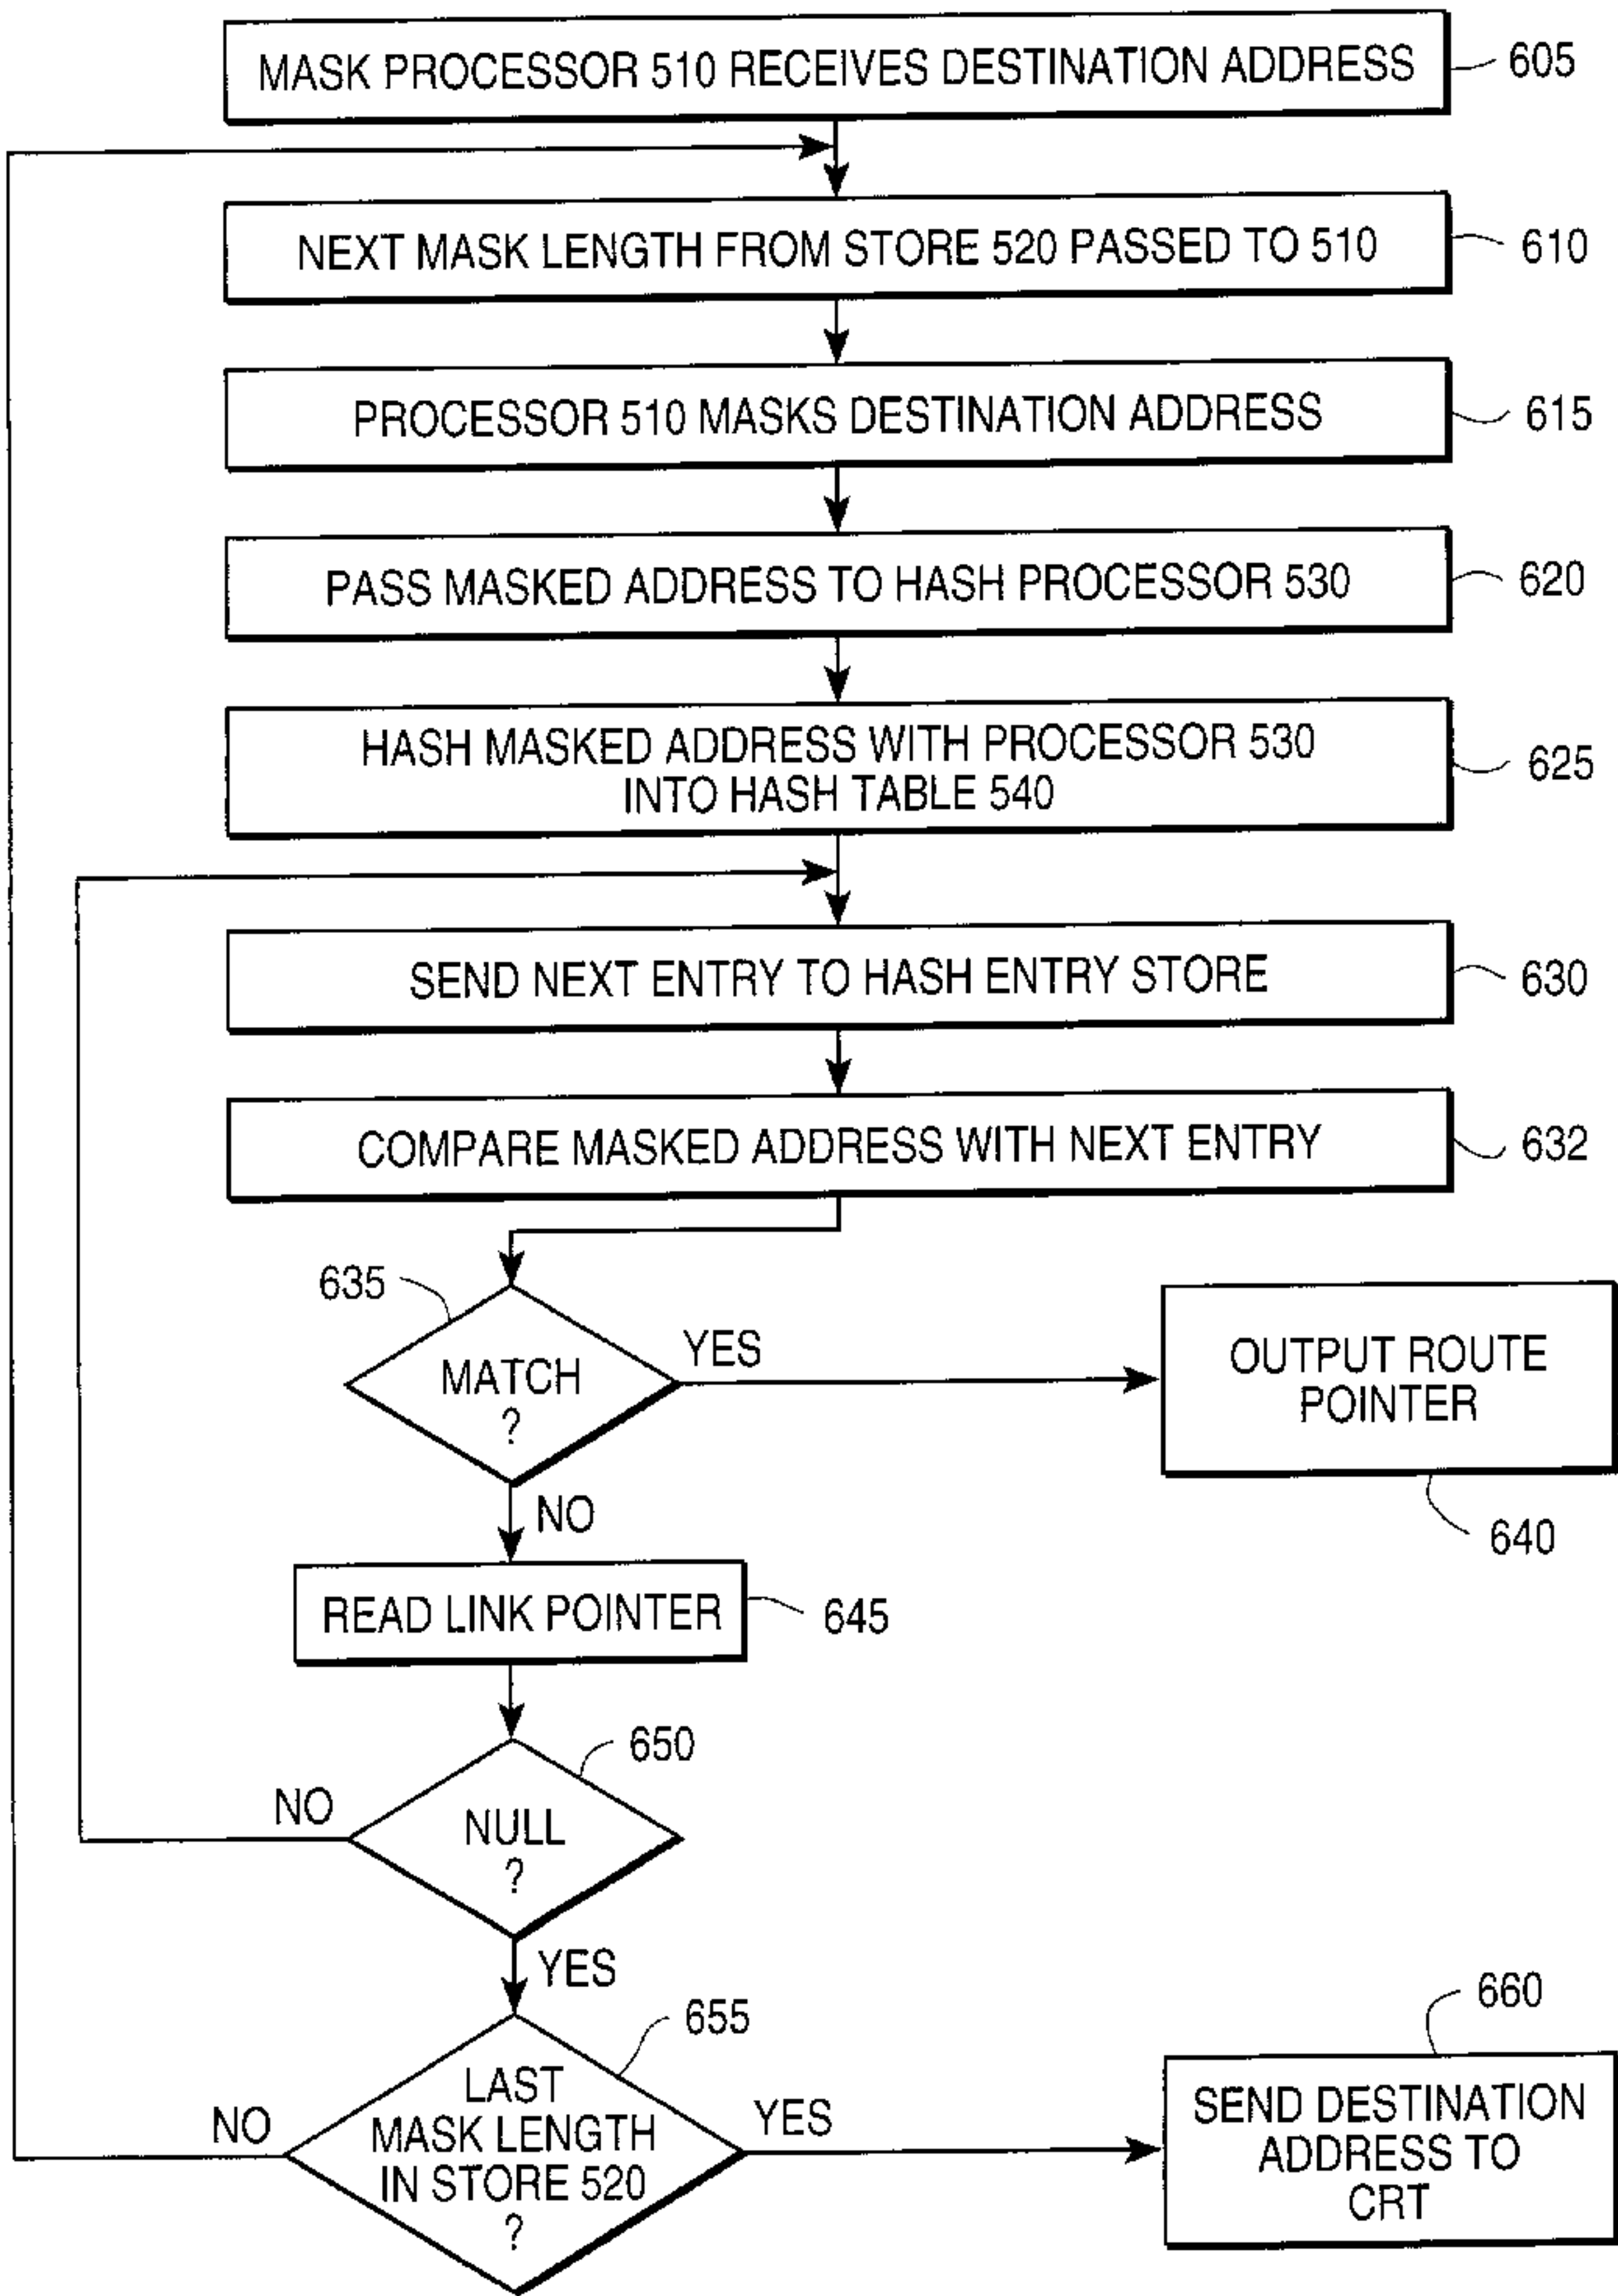 MASK PROCESSOR 510 RECEIVES DESTINATION ADDRESS
605
NEXT MASK LENGTH FROM STORE 520 PASSED TO 510
610
PROCESSOR 510 MASKS DESTINATION ADDRESS
615
PASS MASKED ADDRESS TO HASH PROCESSOR 530
620
HASH MASKED ADDRESS WITH PROCESSOR 530
INTO HASH TABLE 540
625
SEND NEXT ENTRY TO HASH ENTRY STORE
630
COMPARE MASKED ADDRESS WITH NEXT ENTRY
632
635
MATCH
?
YES
OUTPUT ROUTE
POINTER
640
NO
READ LINK POINTER
645
650
NULL
?
NO
YES
655
LAST
MASK LENGTH
IN STORE 520
?
NO
YES
660
SEND DESTINATION
ADDRESS TO
CRT